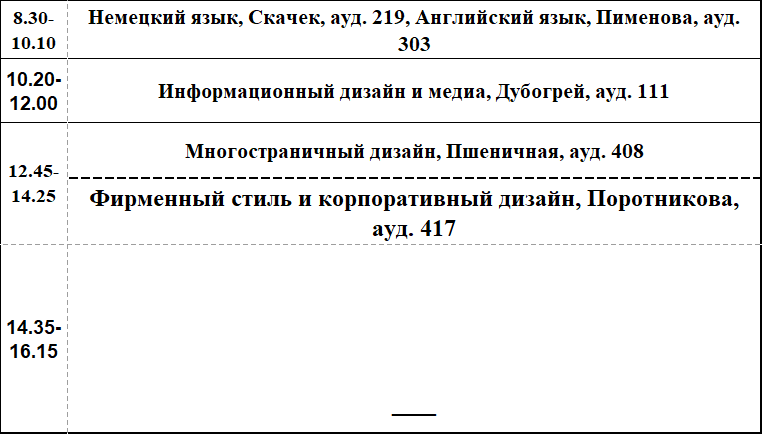 8.30-
10.10
Немецкий язык, Скачек, ауд. 219, Английский язык, Пименова, ауд.
303
10.20-
12.00
Информационный дизайн и медиа, Дубогрей, ауд. 111
12.45-
14.25
Многостраничный дизайн, Пшеничная, ауд. 408
Фирменный стиль и корпоративный дизайн, Поротникова,
ауд. 417
14.35-
16.15